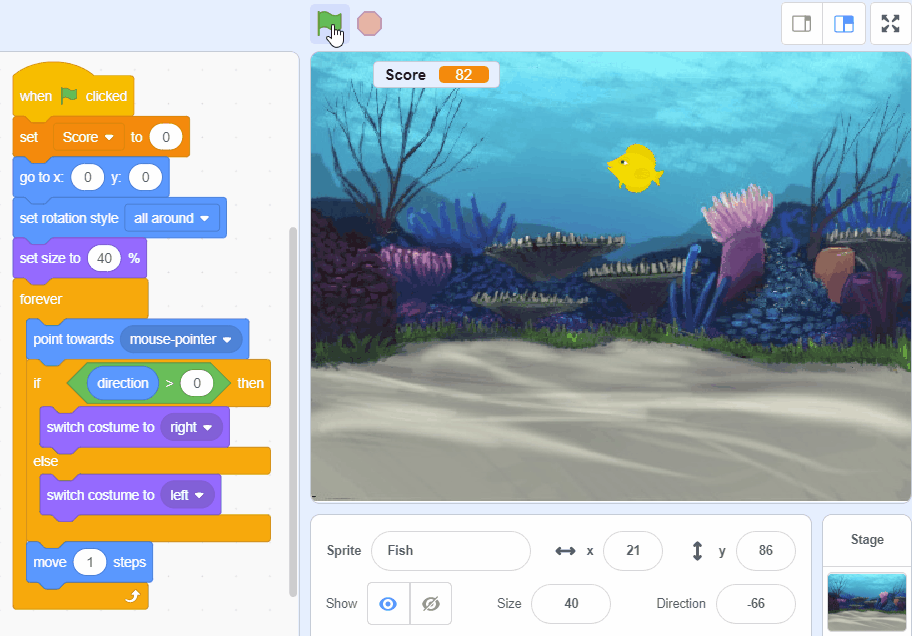 Score 82
when clicked
set Score to 0
go to x: 0 y: 0
set rotation style all around
set size to 40 %
forever
point towards mouse-pointer
if direction > 0 then
switch costume to right
else
switch costume to left
move 1 steps
Sprite Fish x 21 y 86
Show Size 40 Direction -66
Stage